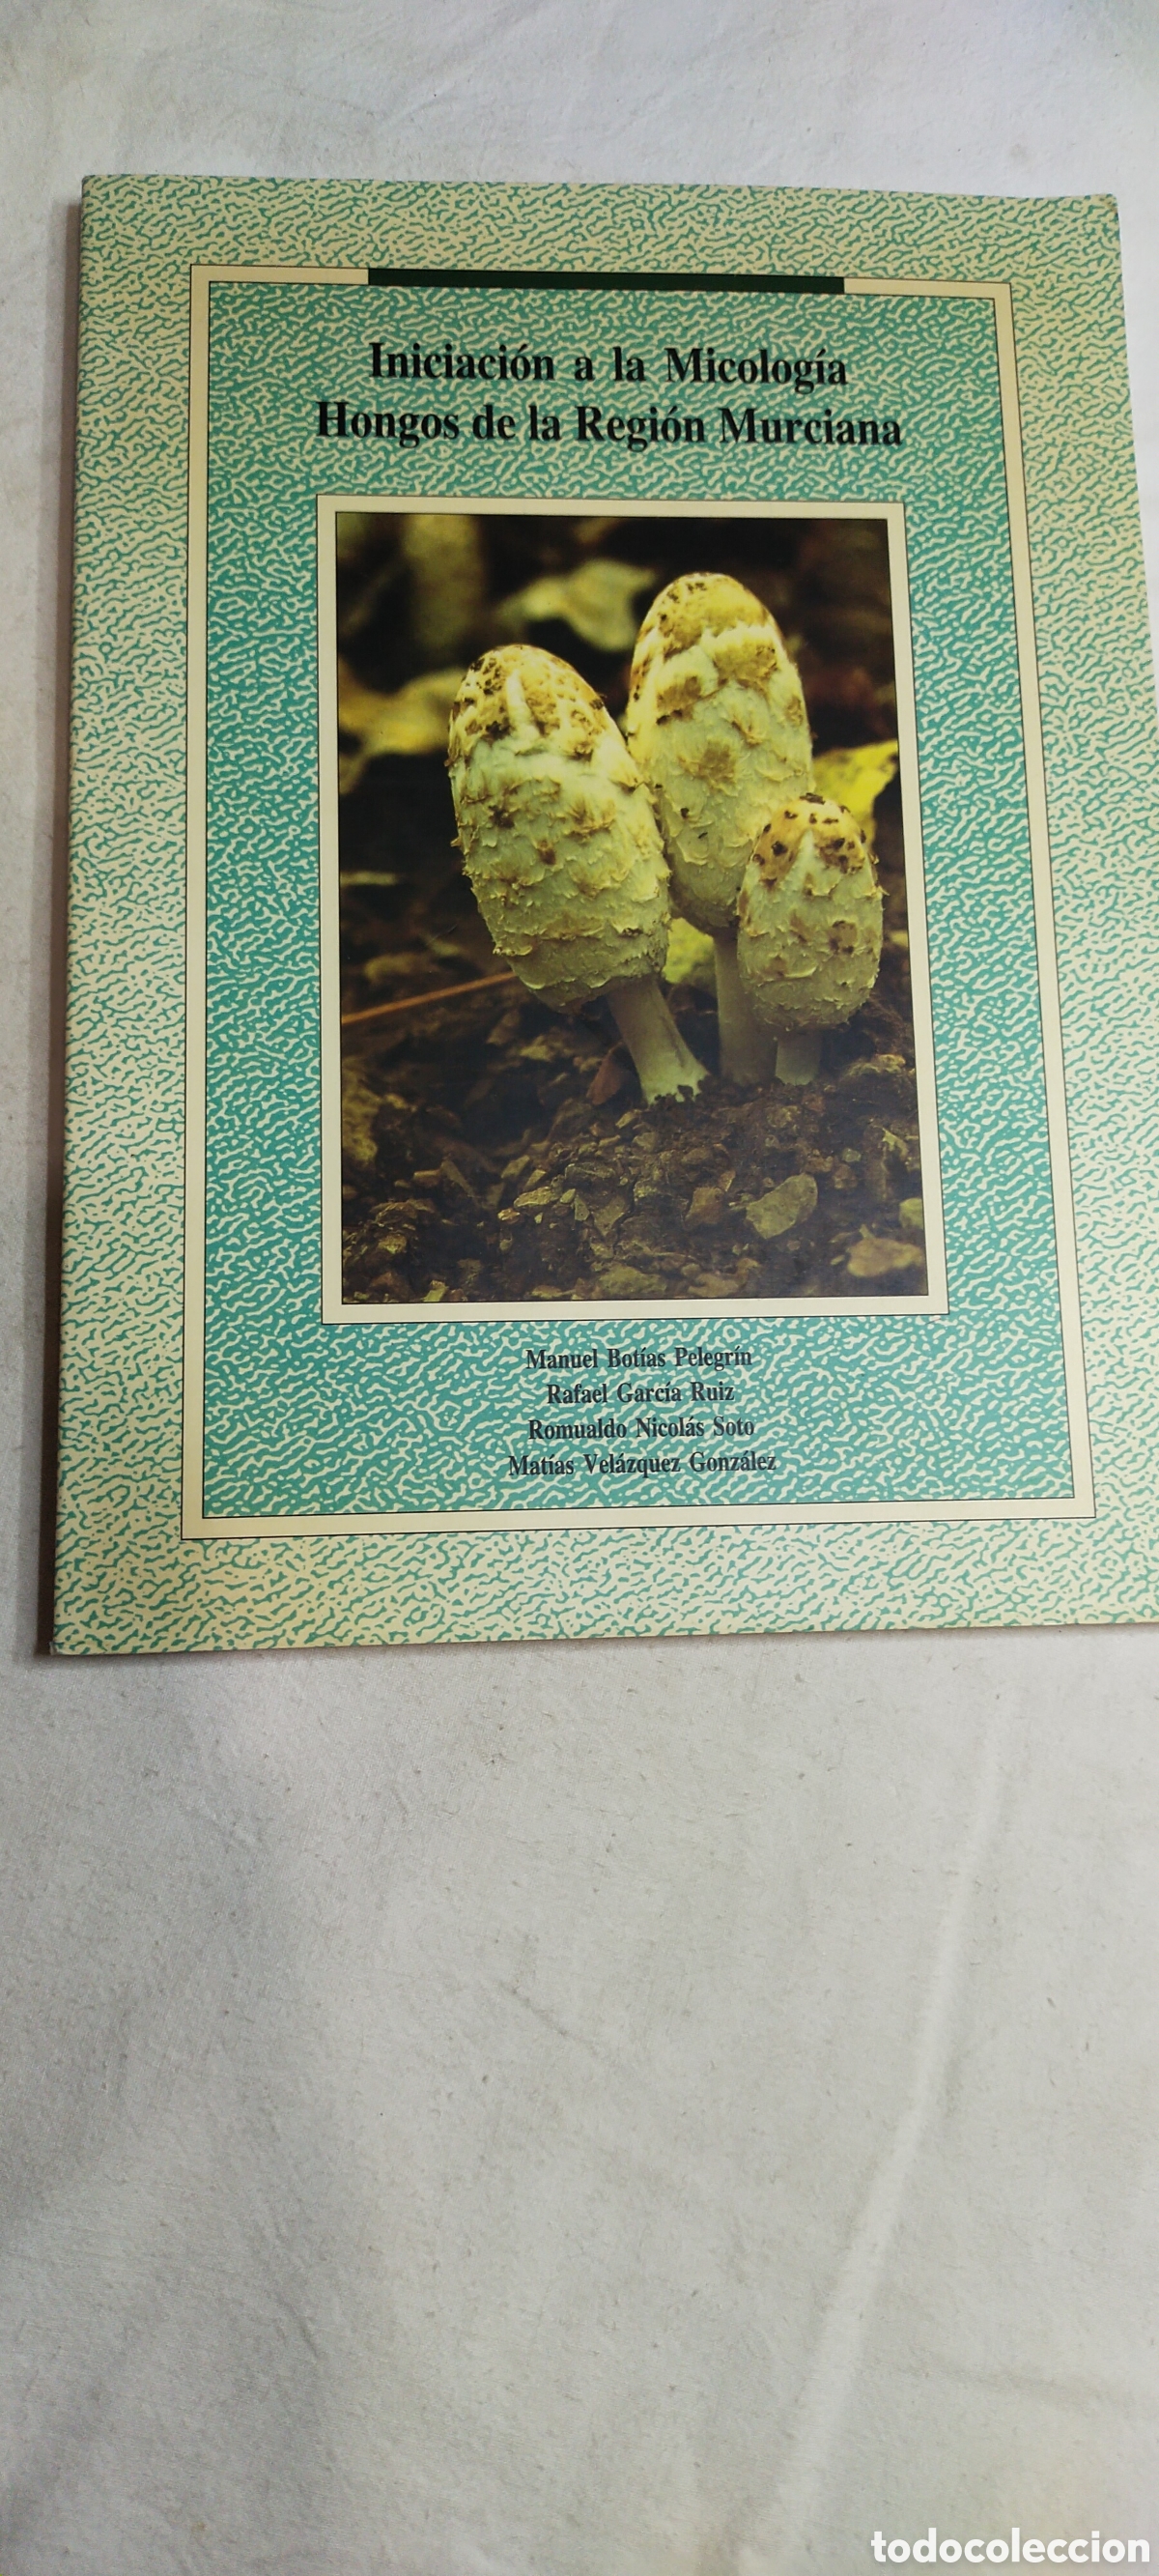 Iniciación a la Micología
Hongos de la Región Murciana
Manuel Botías Pelegrín
Rafael García Ruiz
Romualdo Nicolás Soto
Matías Velázquez González
todocoleccion